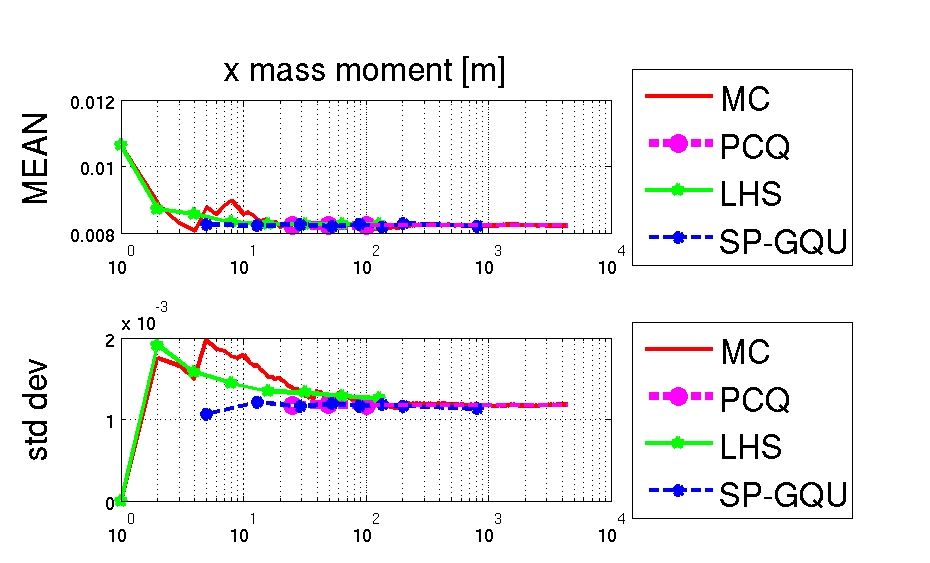 x mass moment [m]
MEAN
0.012
0.01
0.008
10^0 10^1 10^2 10^3 10^4
MC
PCQ
LHS
SP-GQU
x 10^-3
std dev
2
1
0
10^0 10^1 10^2 10^3 10^4
MC
PCQ
LHS
SP-GQU